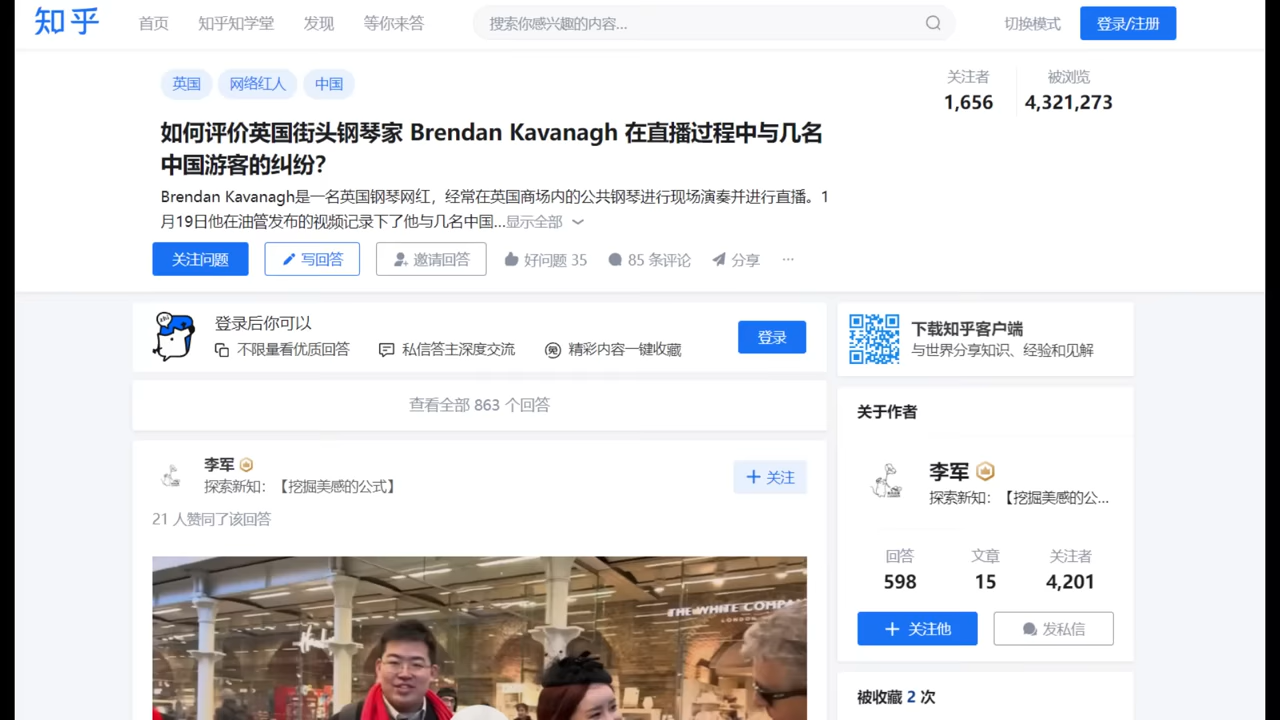 知乎
首页 知乎知学堂 发现 等你来答
搜索你感兴趣的内容...
切换模式
登录/注册
英国 网络红人 中国
关注者 被浏览
1,656 4,321,273
如何评价英国街头钢琴家 Brendan Kavanagh 在直播过程中与几名
中国游客的纠纷?
Brendan Kavanagh是一名英国钢琴网红，经常在英国商场内的公共钢琴进行现场演奏并进行直播。1
月19日他在油管发布的视频记录下了他与几名中国...显示全部
关注问题 写回答 邀请回答 好问题 35 85 条评论 分享 ...
登录后你可以
不限量看优质回答 私信答主深度交流 精彩内容一键收藏
登录
下载知乎客户端
与世界分享知识、经验和见解
查看全部 863 个回答
李军
探索新知：【挖掘美感的公式】
+ 关注
21 人赞同了该回答
THE WHITE COMPA
LONDON
关于作者
李军
探索新知：【挖掘美感的公...
回答 文章 关注者
598 15 4,201
+ 关注他 发私信
被收藏 2 次